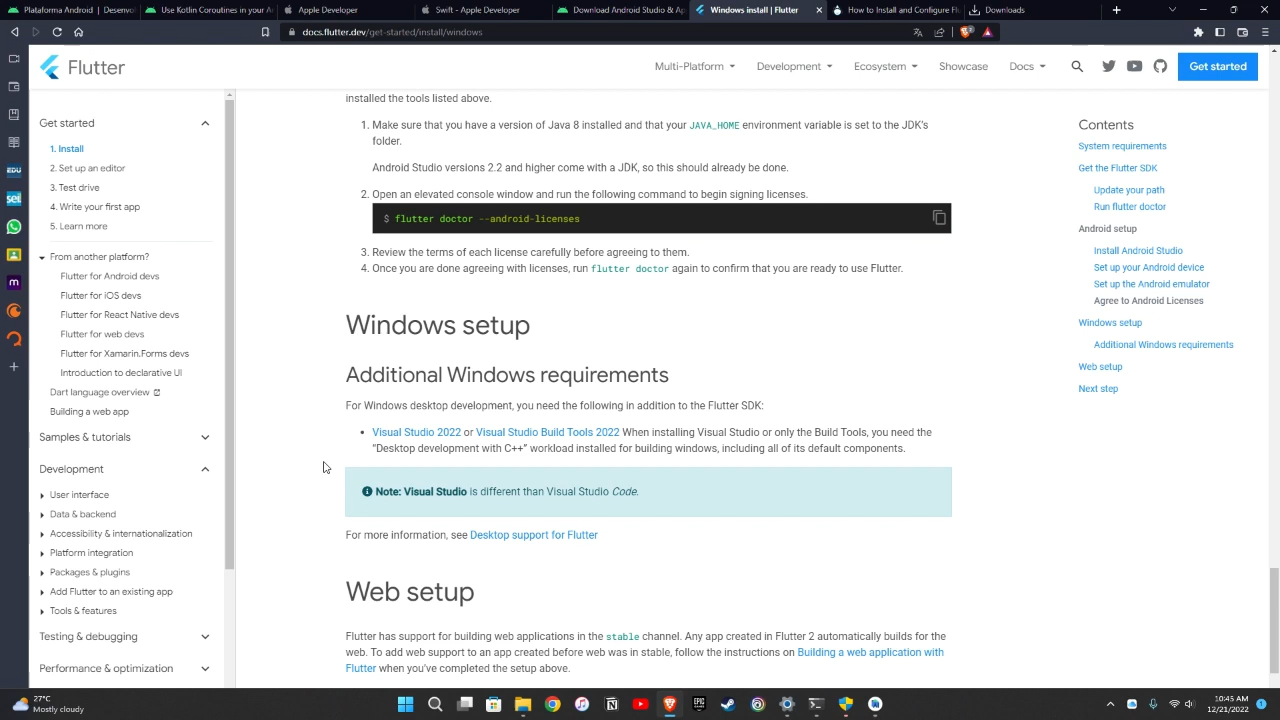 Platforms Android
Use Kotlin Coroutines in your A
Apple Developer
Swift - Apple Developer
Android Download Android Studio & Ap
Windows install | Flutter
How to Install and Set
Downloads
docs.flutter.dev/get-started/install/windows
Flutter
Multi-Platform
Development
Ecosystem
Showcase
Docs
Get started
Get started
1. Install
2. Set up an editor
3. Test drive
4. Write your first app
5. Learn more
From another platform?
Flutter for Android devs
Flutter for iOS devs
Flutter for React Native devs
Flutter for web devs
Flutter for Xamarin.Forms devs
Introduction to declarative UI
Dart language overview
Building a web app
Samples & tutorials
Development
User interface
Data & backend
Accessibility & internationalization
Platform integration
Packages & plugins
Add Flutter to an existing app
Tools & features
Testing & debugging
Performance & optimization
installed the tools listed above.
1. Make sure that you have a version of Java 8 installed and that your JAVA_HOME environment variable is set to the JDK's
folder.
Android Studio versions 2.2 and higher come with a JDK, so this should already be done.
2. Open an elevated console window and run the following command to begin signing licenses.
$ flutter doctor --android-licenses
3. Review the terms of each license carefully before agreeing to them.
4. Once you are done agreeing with licenses, run flutter doctor again to confirm that you are ready to use Flutter.
Windows setup
Additional Windows requirements
For Windows desktop development, you need the following in addition to the Flutter SDK:
• Visual Studio 2022 or Visual Studio Build Tools 2022 When installing Visual Studio or only the Build Tools, you need the
"Desktop development with C++" workload installed for building windows, including all of its default components.
Note: Visual Studio is different than Visual Studio Code.
For more information, see Desktop support for Flutter
Web setup
Flutter has support for building web applications in the stable channel. Any app created in Flutter 2 automatically builds for the
web. To add web support to an app created before web was in stable, follow the instructions on Building a web application with
Flutter when you've completed the setup above.
Contents
System requirements
Get the Flutter SDK
Update your path
Run flutter doctor
Android setup
Install Android Studio
Set up your Android device
Set up the Android emulator
Agree to Android Licenses
Windows setup
Additional Windows requirements
Web setup
Next step
27°C
Mostly cloudy
10:45 AM
12/23/2022